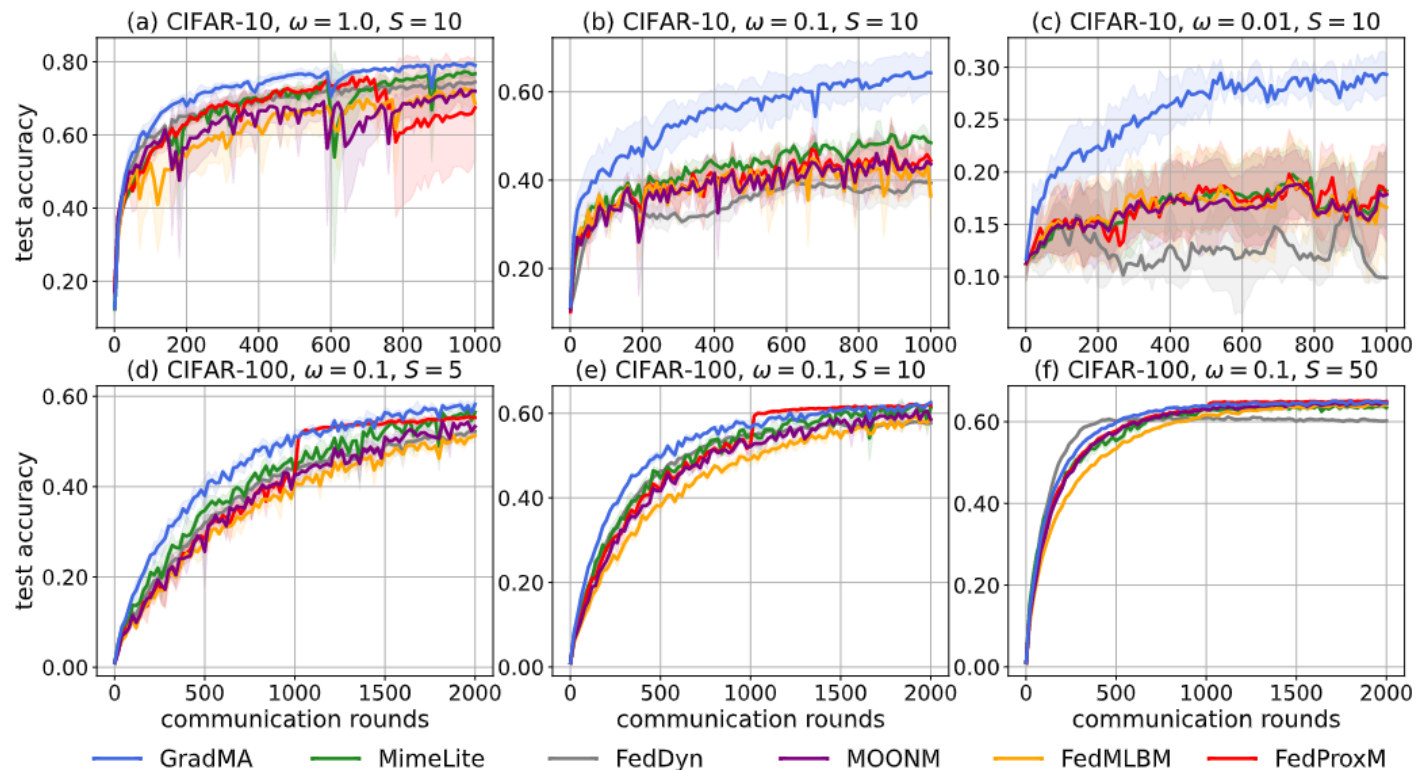 (a) CIFAR-10, ω = 1.0, S = 10
(b) CIFAR-10, ω = 0.1, S = 10
(c) CIFAR-10, ω = 0.01, S = 10
test accuracy
0.80
0.60
0.40
0.20
0 200 400 600 800 1000
0.60
0.40
0.20
0 200 400 600 800 1000
0.30
0.25
0.20
0.15
0.10
0 200 400 600 800 1000
(d) CIFAR-100, ω = 0.1, S = 5
(e) CIFAR-100, ω = 0.1, S = 10
(f) CIFAR-100, ω = 0.1, S = 50
test accuracy
0.60
0.40
0.20
0.00
0 500 1000 1500 2000
communication rounds
0.60
0.40
0.20
0.00
0 500 1000 1500 2000
communication rounds
0.60
0.40
0.20
0.00
0 500 1000 1500 2000
communication rounds
GradMA MimeLite FedDyn MOONM FedMLBM FedProxM